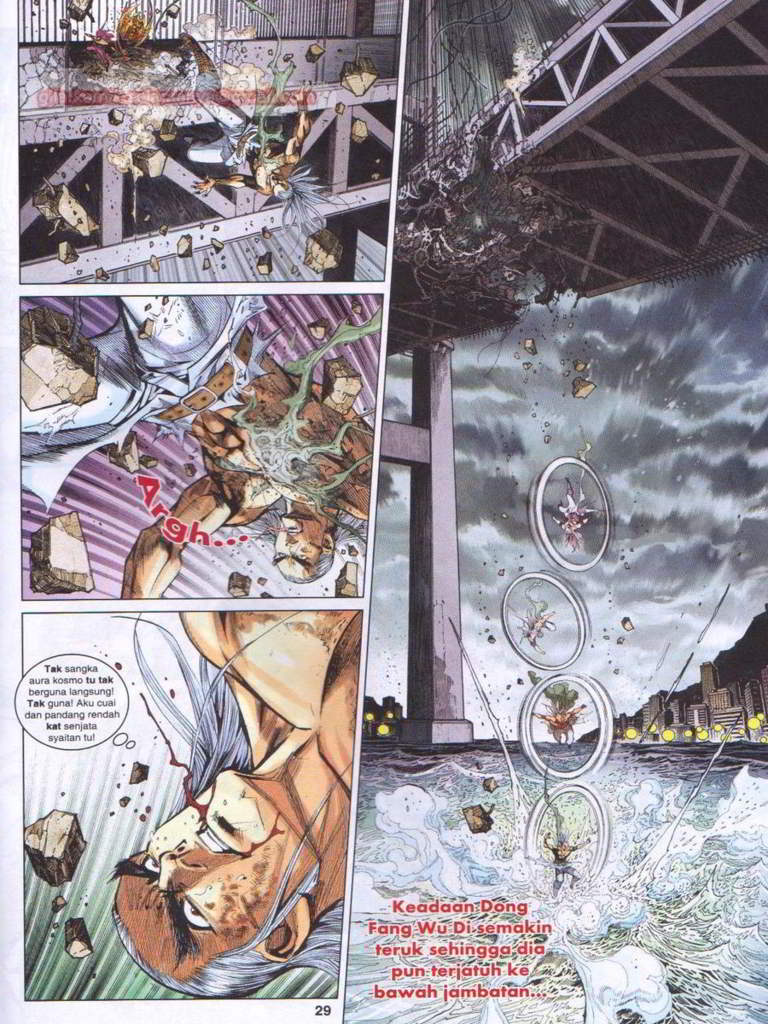 Argh...
Tak sangka
aura kosmo tu tak
berguna langsung!
Tak guna! Aku cuai
dan pandang rendah
kat senjata
syaitan tu!
Keadaan Dong
Fang Wu Di semakin
teruk sehingga dia
pun terjatuh ke
bawah jambatan...
29